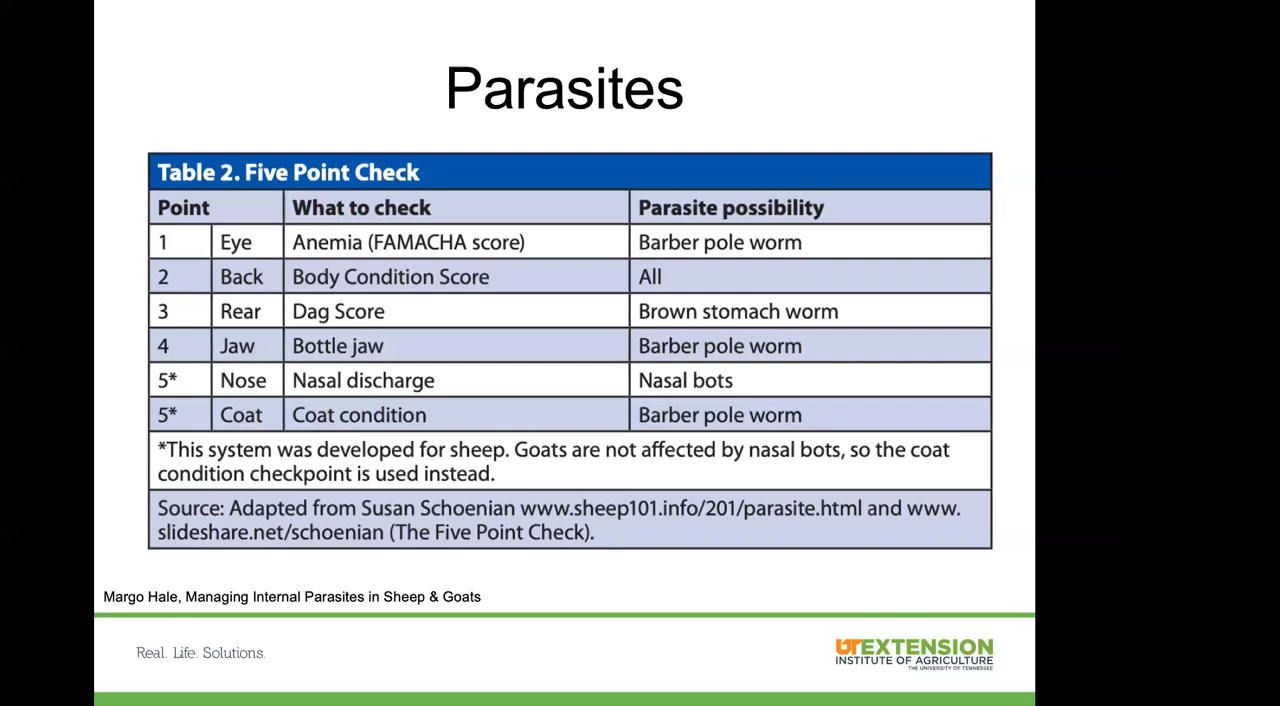 Parasites
Table 2. Five Point Check
Point What to check Parasite possibility
1 Eye Anemia (FAMACHA score) Barber pole worm
2 Back Body Condition Score All
3 Rear Dag Score Brown stomach worm
4 Jaw Bottle jaw Barber pole worm
5* Nose Nasal discharge Nasal bots
5* Coat Coat condition Barber pole worm
*This system was developed for sheep. Goats are not affected by nasal bots, so the coat
condition checkpoint is used instead.
Source: Adapted from Susan Schoenian www.sheep101.info/201/parasite.html and www.
slideshare.net/schoenian (The Five Point Check).
Margo Hale, Managing Internal Parasites in Sheep & Goats
Real. Life. Solutions.
UT EXTENSION
INSTITUTE OF AGRICULTURE
THE UNIVERSITY OF TENNESSEE